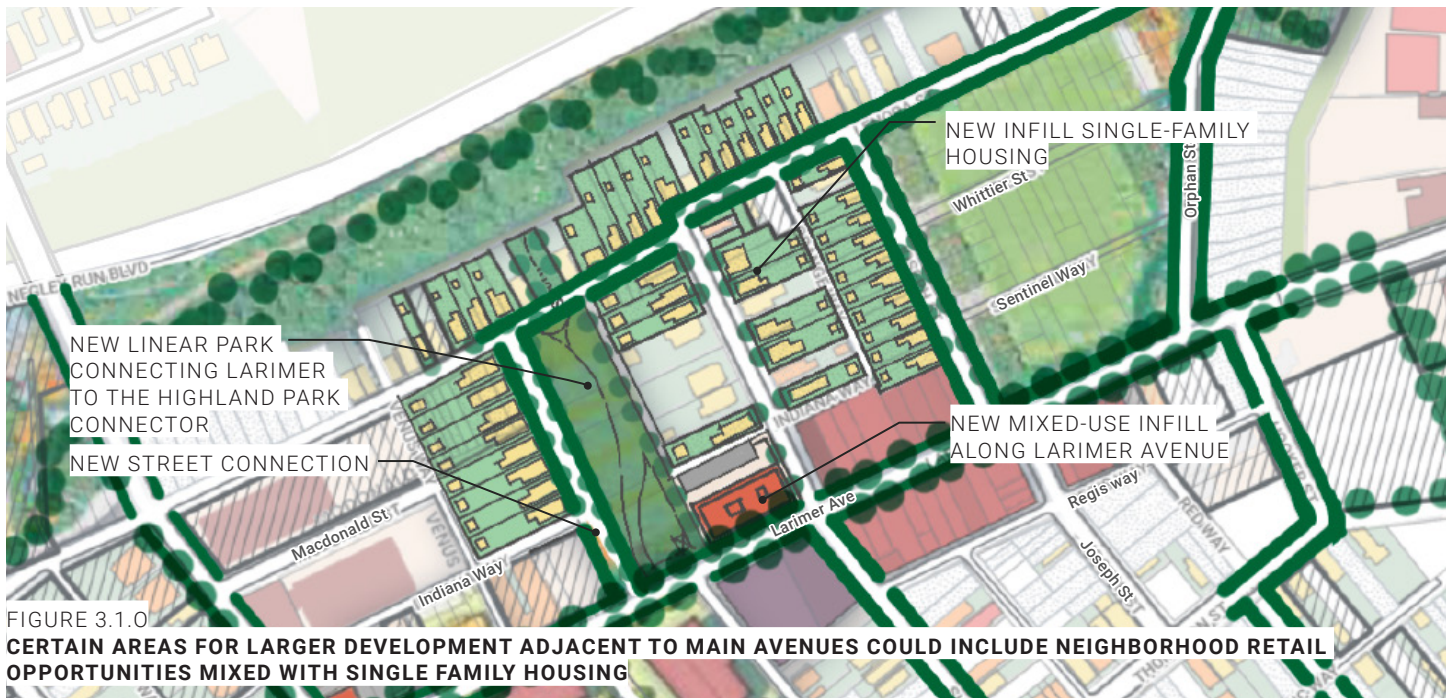 NEW INFILL SINGLE-FAMILY
HOUSING
Whittier St
Orphan St
Sentinel Way
NEGLEY RUN BLVD
NEW LINEAR PARK
CONNECTING LARIMER
TO THE HIGHLAND PARK
CONNECTOR
NEW STREET CONNECTION
INDIANA WAY
NEW MIXED-USE INFILL
ALONG LARIMER AVENUE
Larimer Ave
Regis way
REDWAY
Joseph St
Macdonald St
VENUS
Indiana Way
FIGURE 3.1.0
CERTAIN AREAS FOR LARGER DEVELOPMENT ADJACENT TO MAIN AVENUES COULD INCLUDE NEIGHBORHOOD RETAIL
OPPORTUNITIES MIXED WITH SINGLE FAMILY HOUSING